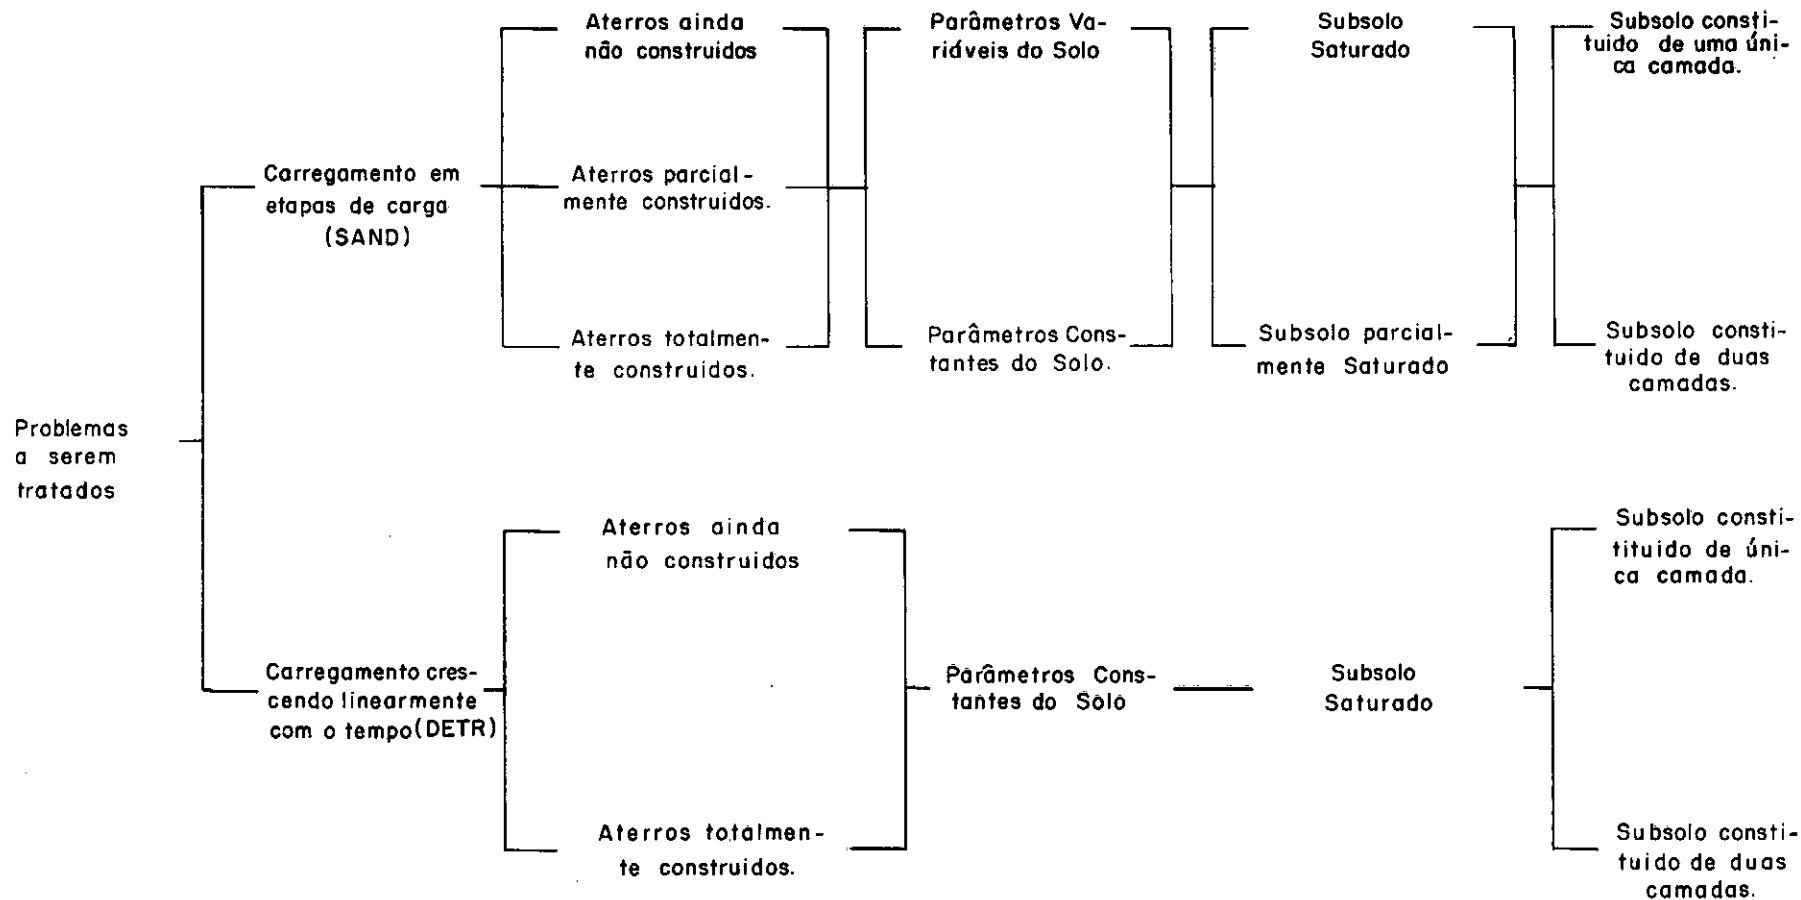 Problemas
a serem
tratados
Carregamento em
etapas de carga
(SAND)
Aterros ainda
não construidos
Aterros parcial-
mente construidos.
Aterros totalmen-
te construidos.
Parâmetros Va-
riáveis do Solo
Parâmetros Cons-
tantes do Solo.
Subsolo
Saturado
Subsolo parcial-
mente Saturado
Subsolo consti-
tuido de uma úni-
ca camada.
Subsolo consti-
tuido de duas
camadas.
Carregamento cres-
cendo linearmente
com o tempo(DETR)
Aterros ainda
não construidos
Aterros totalmen-
te construidos.
Parâmetros Cons-
tantes do Solo
Subsolo
Saturado
Subsolo consti-
tituido de úni-
ca camada.
Subsolo consti-
tuido de duas
camadas.